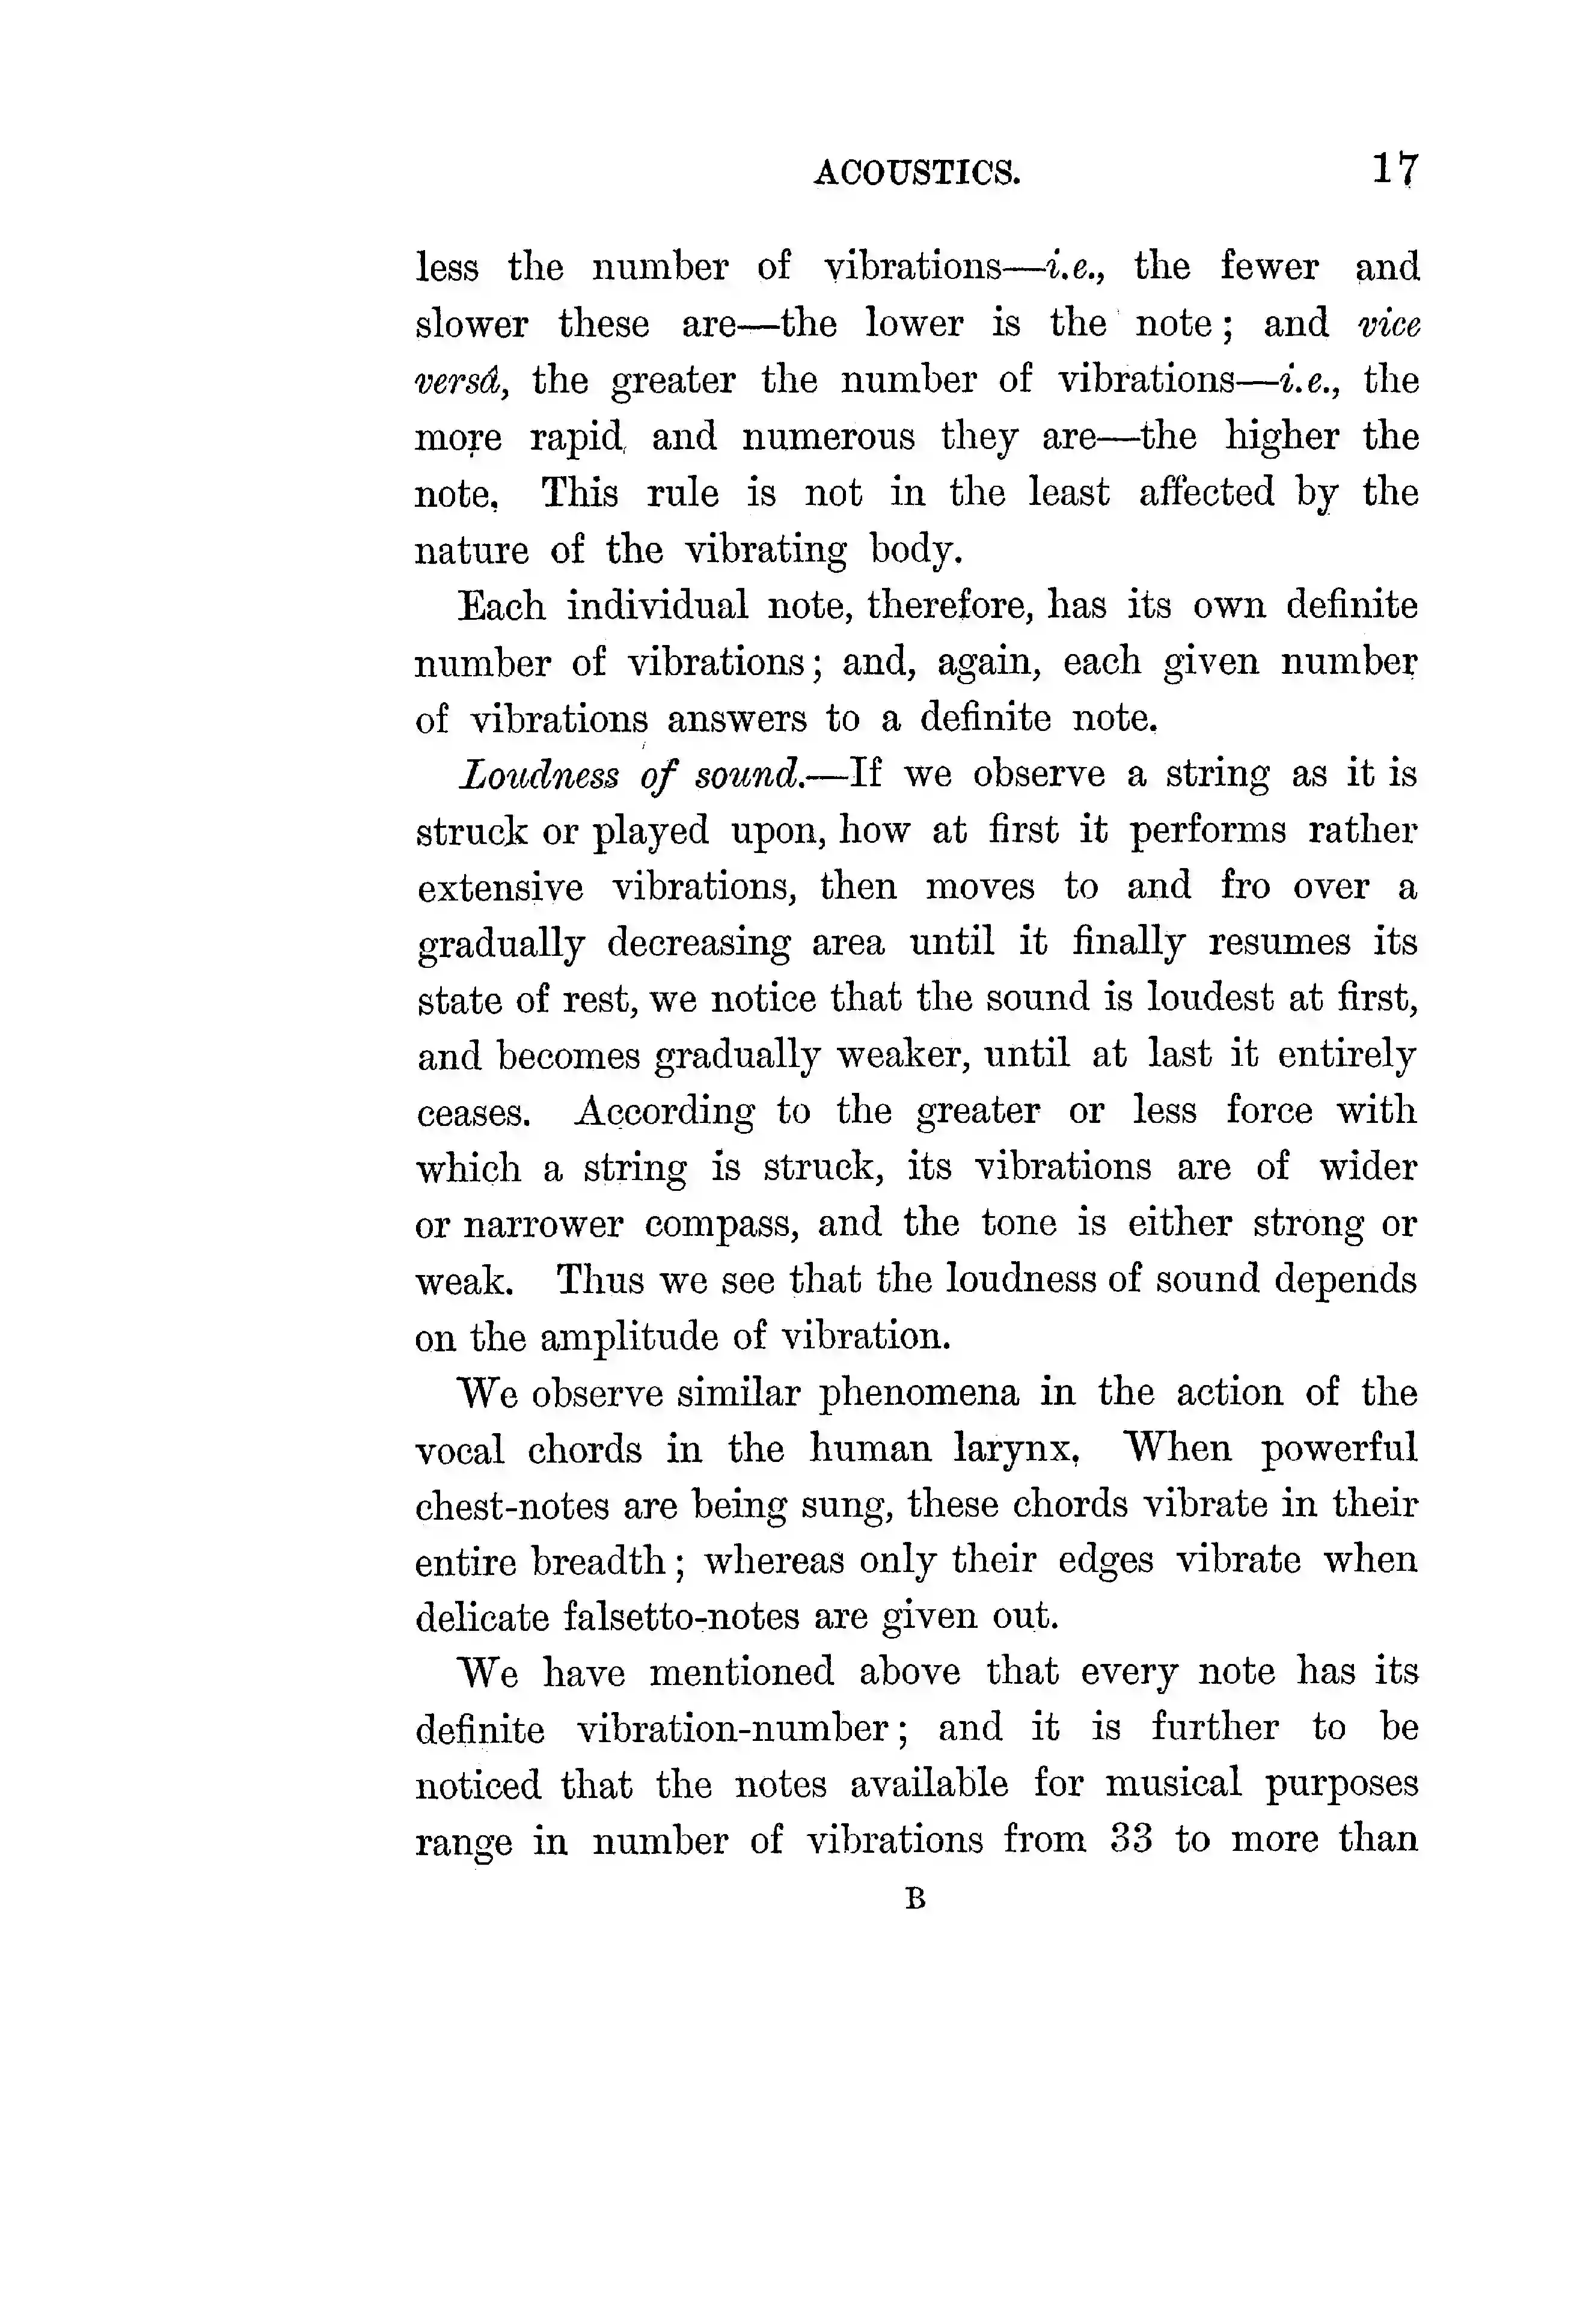 ACOUSTICS. 17
less the number of vibrations—i.e., the fewer and
slower these are—the lower is the note; and vice
versâ, the greater the number of vibrations—i.e., the
more rapid and numerous they are—the higher the
note. This rule is not in the least affected by the
nature of the vibrating body.
Each individual note, therefore, has its own definite
number of vibrations; and, again, each given number
of vibrations answers to a definite note.
Loudness of sound.—If we observe a string as it is
struck or played upon, how at first it performs rather
extensive vibrations, then moves to and fro over a
gradually decreasing area until it finally resumes its
state of rest, we notice that the sound is loudest at first,
and becomes gradually weaker, until at last it entirely
ceases. According to the greater or less force with
which a string is struck, its vibrations are of wider
or narrower compass, and the tone is either strong or
weak. Thus we see that the loudness of sound depends
on the amplitude of vibration.
We observe similar phenomena in the action of the
vocal chords in the human larynx. When powerful
chest-notes are being sung, these chords vibrate in their
entire breadth; whereas only their edges vibrate when
delicate falsetto-notes are given out.
We have mentioned above that every note has its
definite vibration-number; and it is further to be
noticed that the notes available for musical purposes
range in number of vibrations from 33 to more than
B